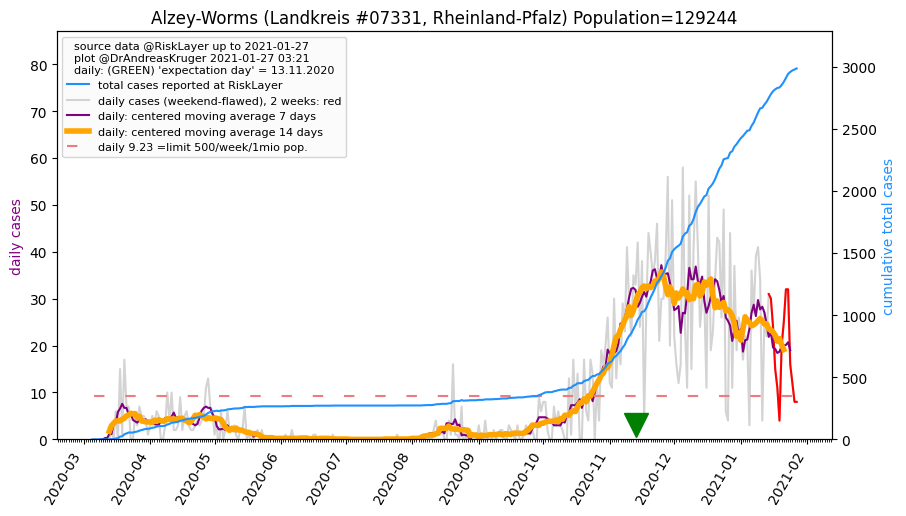 Alzey-Worms (Landkreis #07331, Rheinland-Pfalz) Population=129244
source data @RiskLayer up to 2021-01-27
plot @DrAndreasKruger 2021-01-27 03:21
daily: (GREEN) 'expectation day' = 13.11.2020
total cases reported at RiskLayer
daily cases (weekend-flawed), 2 weeks: red
daily: centered moving average 7 days
daily: centered moving average 14 days
daily 9.23 =limit 500/week/1mio pop.
daily cases
80
70
60
50
40
30
20
10
0
cumulative total cases
3000
2500
2000
1500
1000
500
0
2020-03
2020-04
2020-05
2020-06
2020-07
2020-08
2020-09
2020-10
2020-11
2020-12
2021-01
2021-02